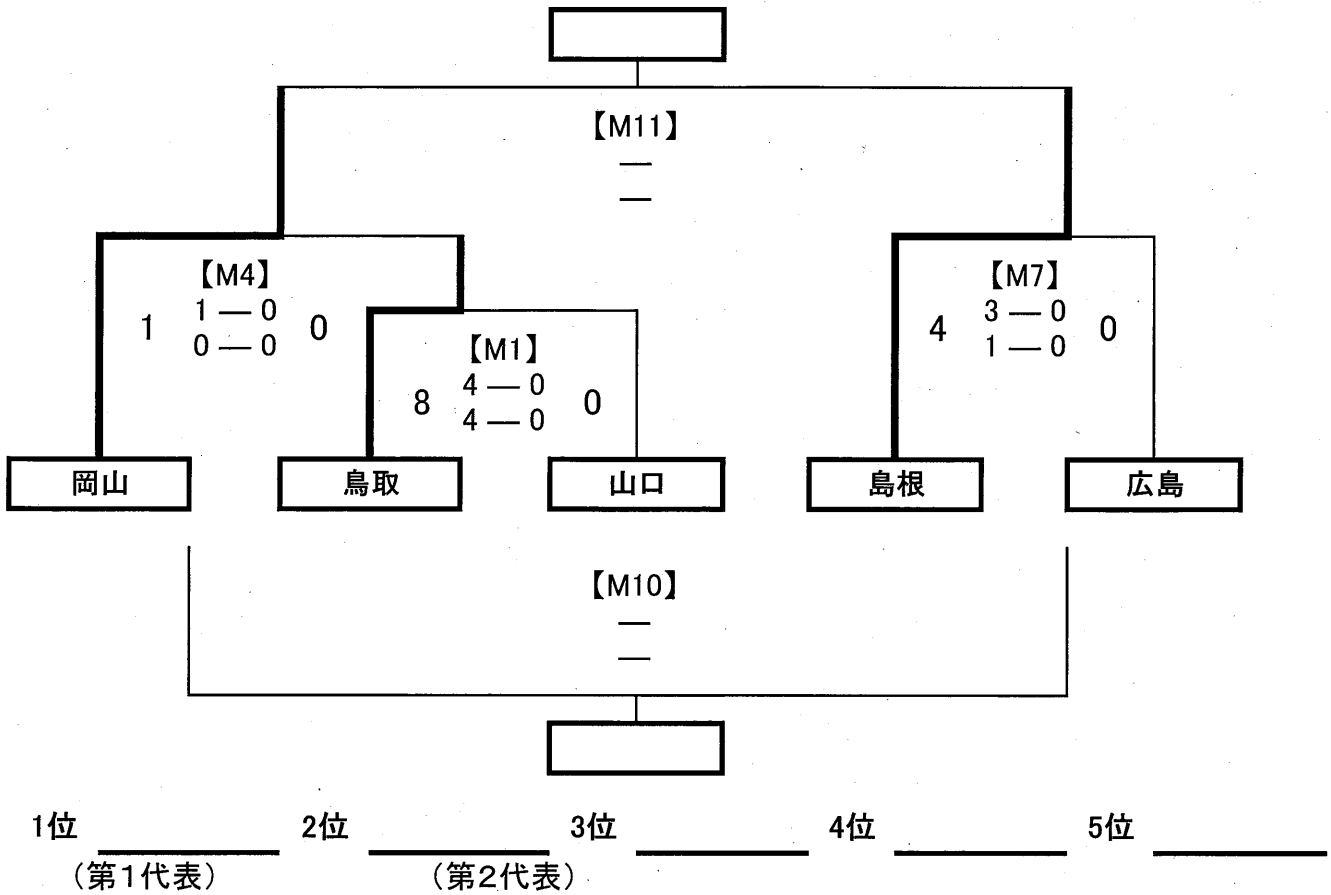 【M11】
—
—
【M4】
1 1 — 0 0
0 — 0
【M7】
4 3 — 0 0
1 — 0
【M1】
8 4 — 0 0
4 — 0
岡山 鳥取 山口 島根 広島
【M10】
—
—
1位 2位 3位 4位 5位
(第1代表) (第2代表)